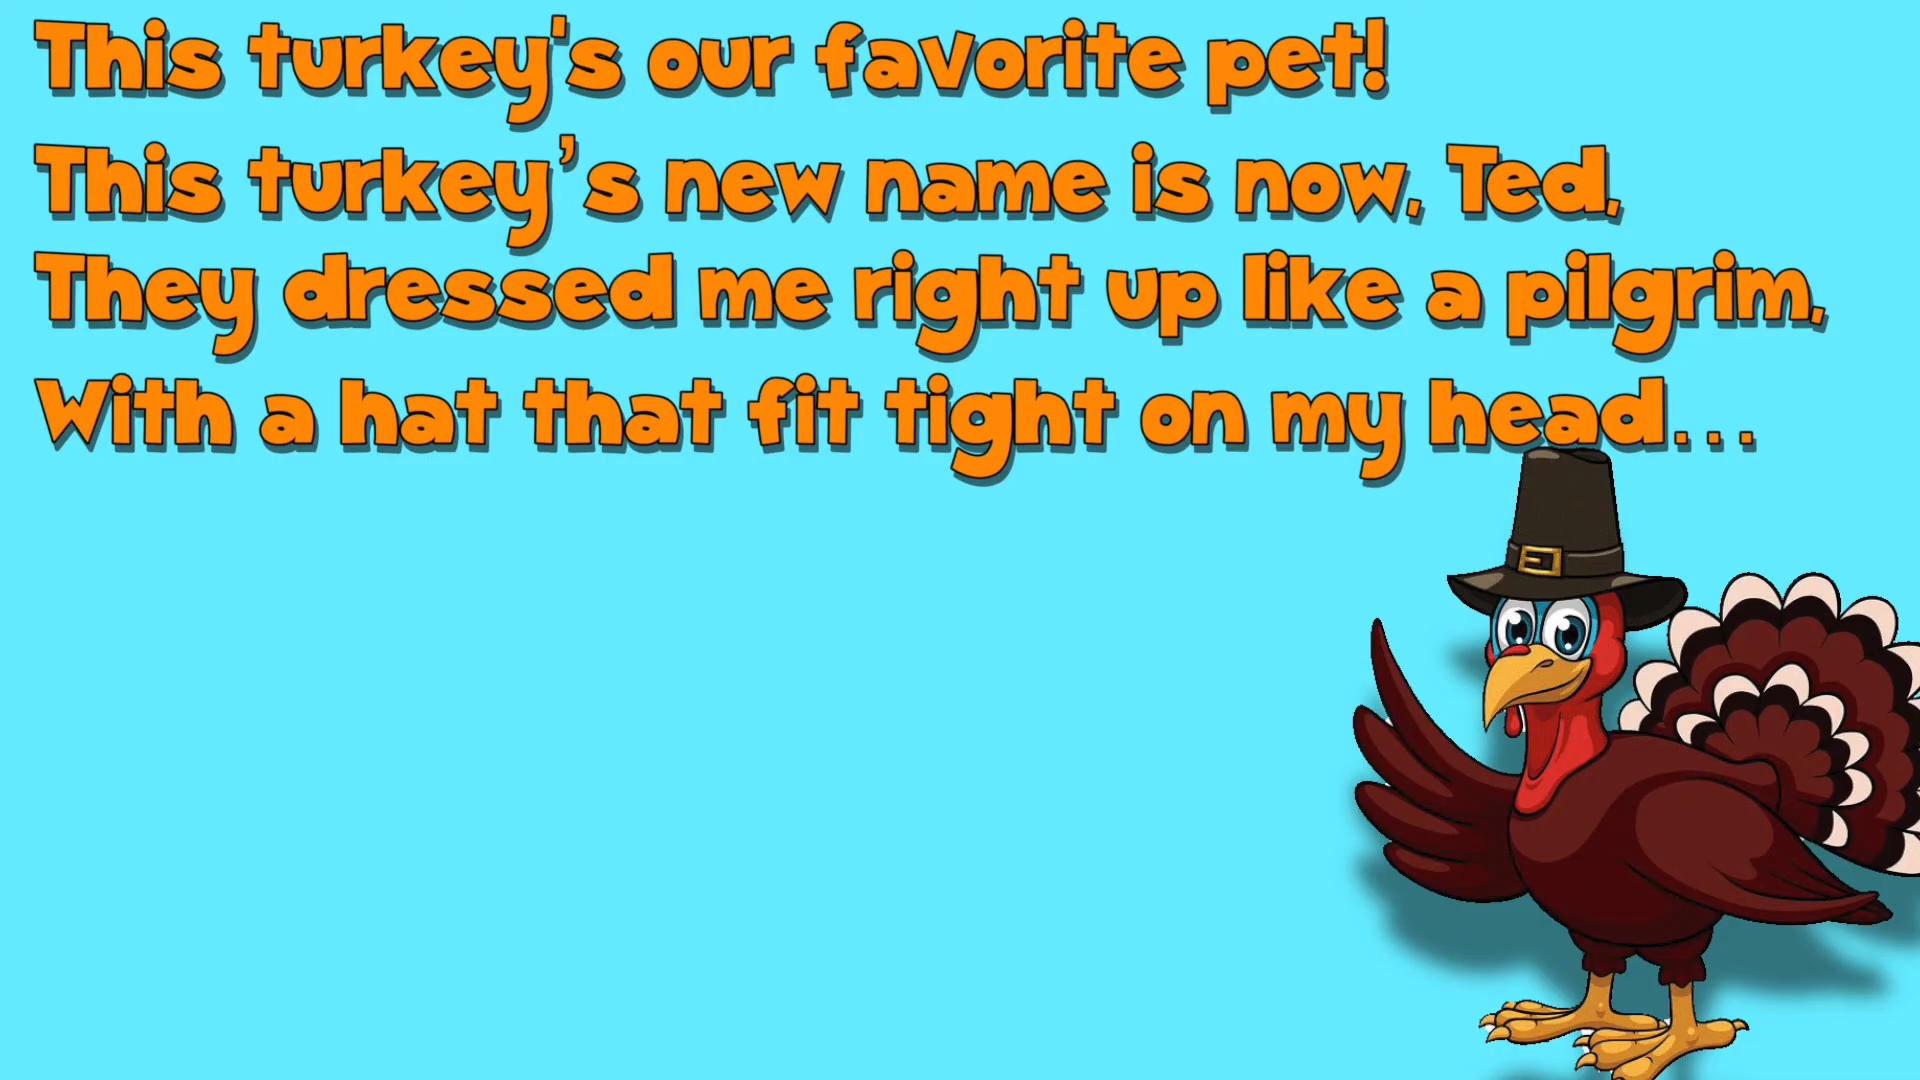 This turkey's our favorite pet!
This turkey’s new name is now, Ted,
They dressed me right up like a pilgrim,
With a hat that fit tight on my head...